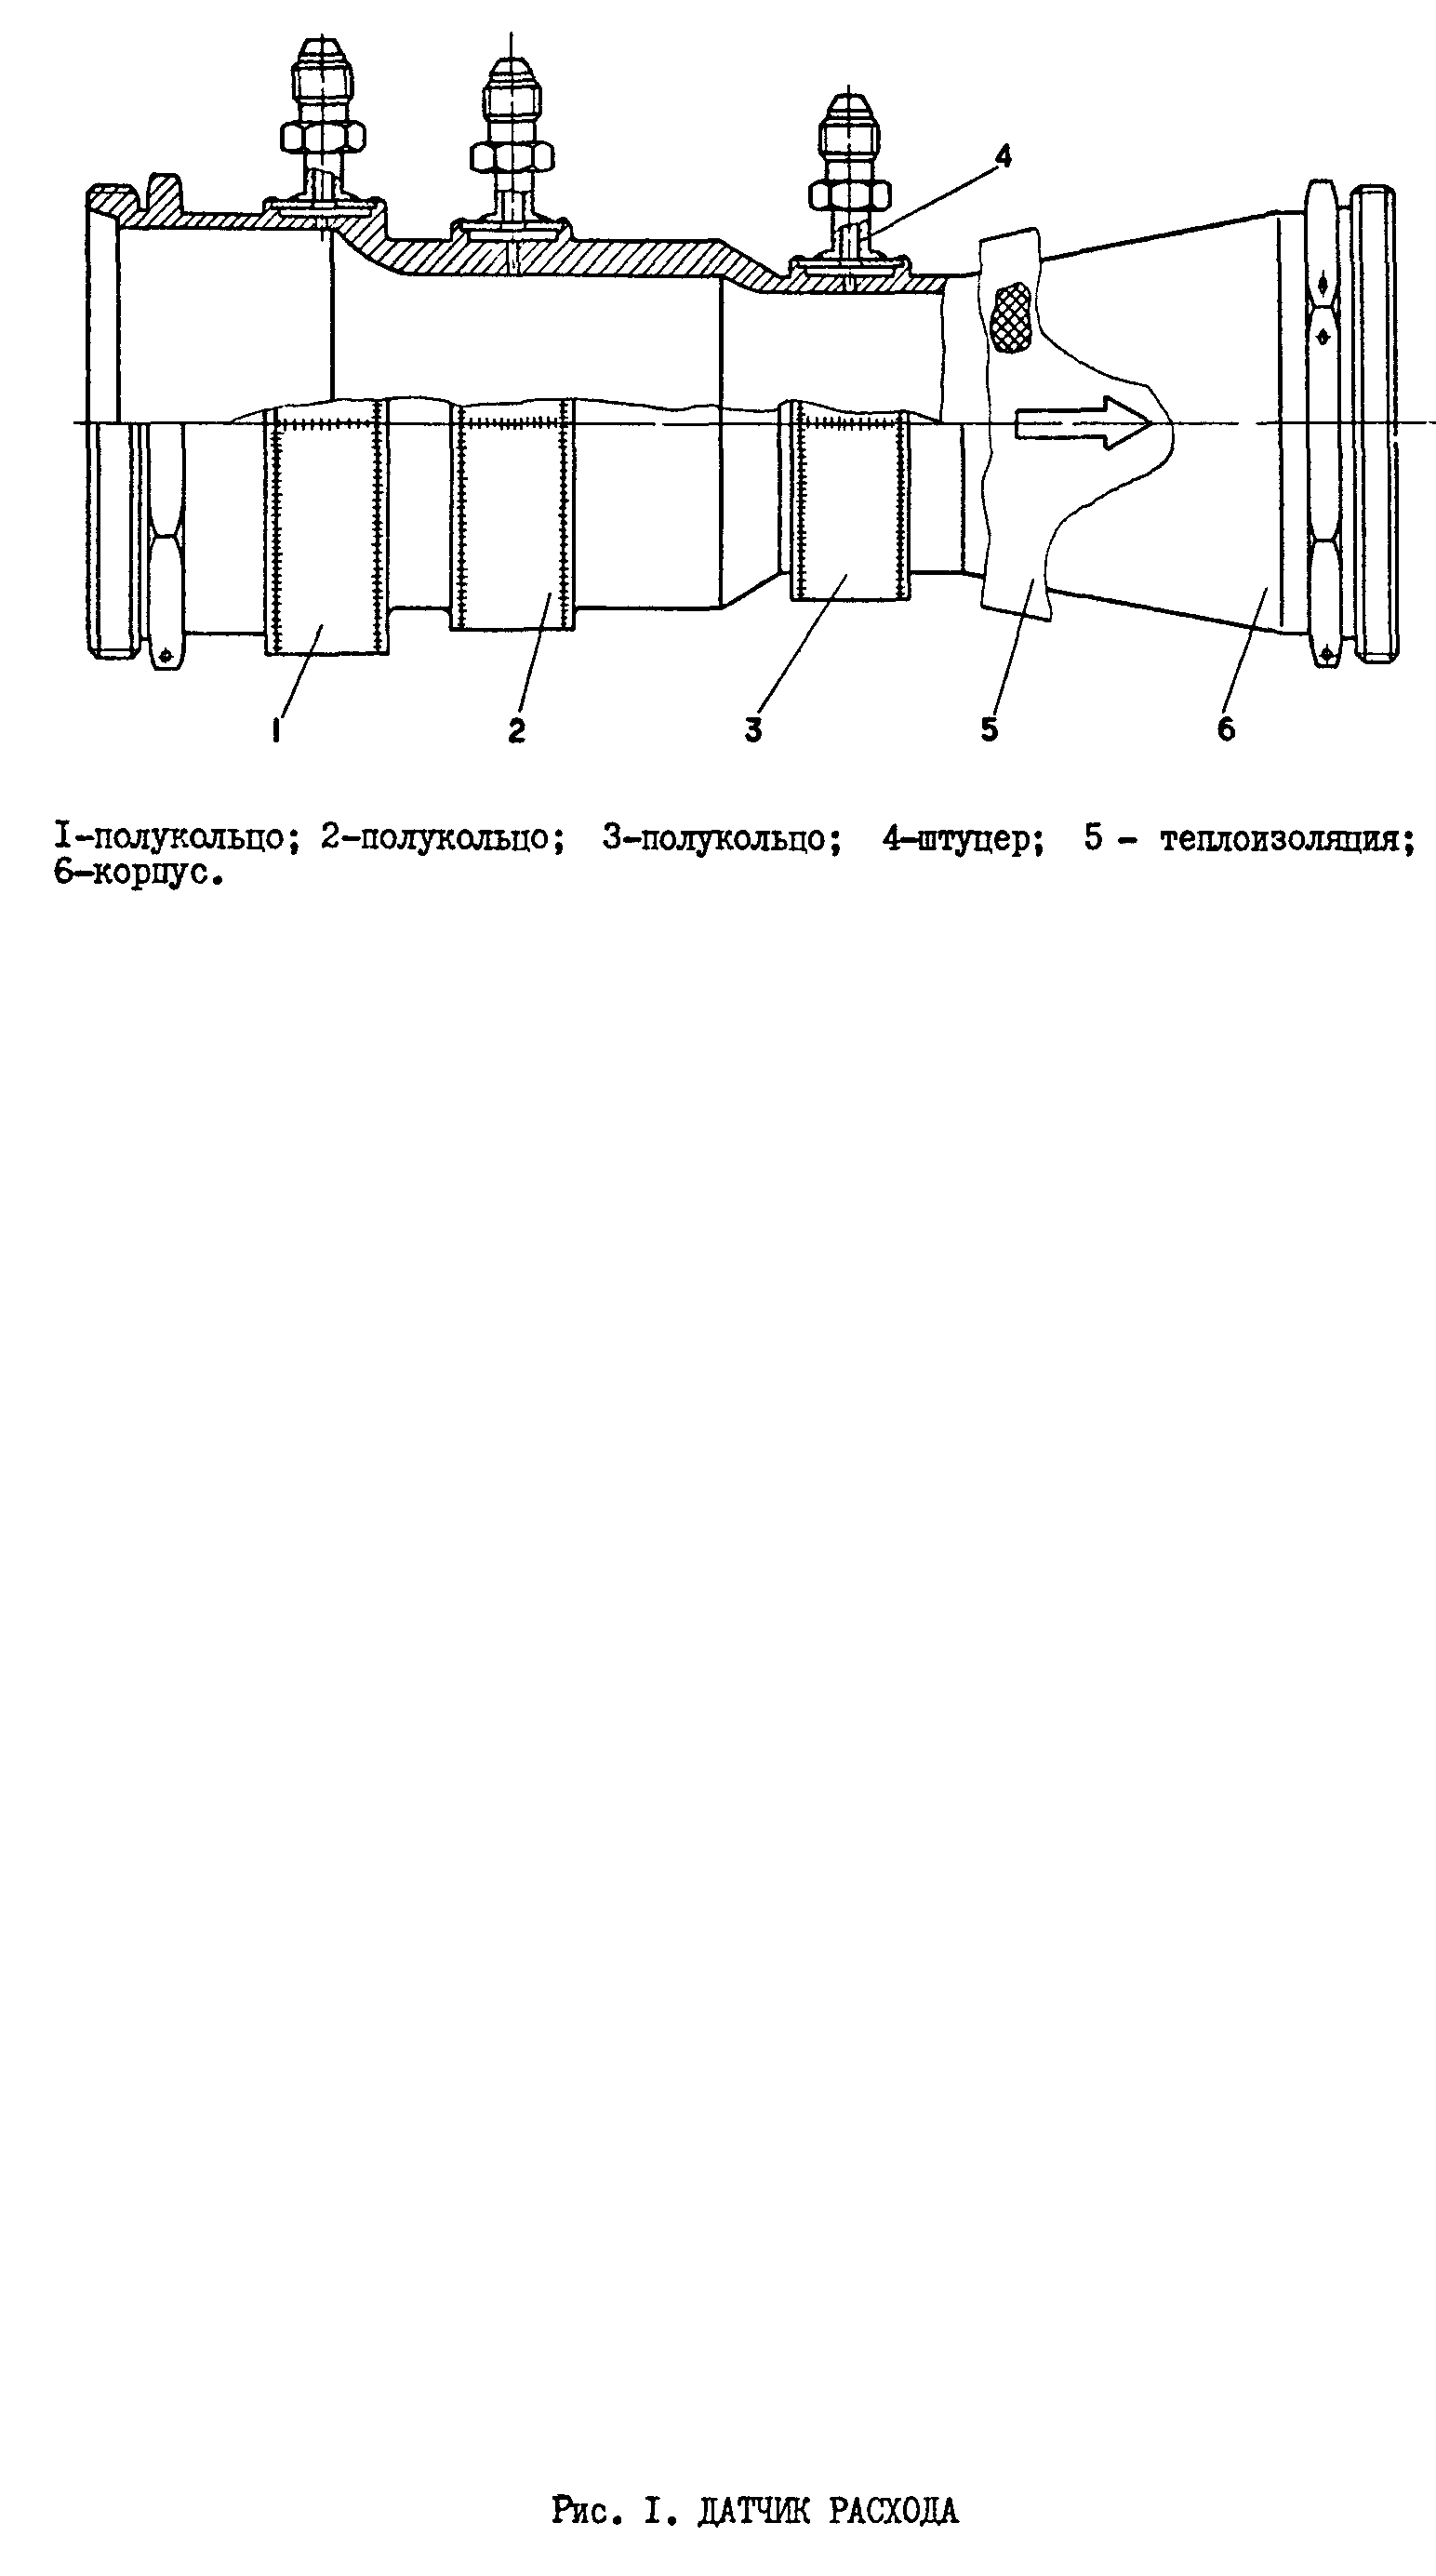 4
1 2 3 5 6
I-полукольцо; 2-полукольцо; 3-полукольцо; 4-штуцер; 5 - теплоизоляция;
6-корпус.
Рис. I. ДАТЧИК РАСХОДА